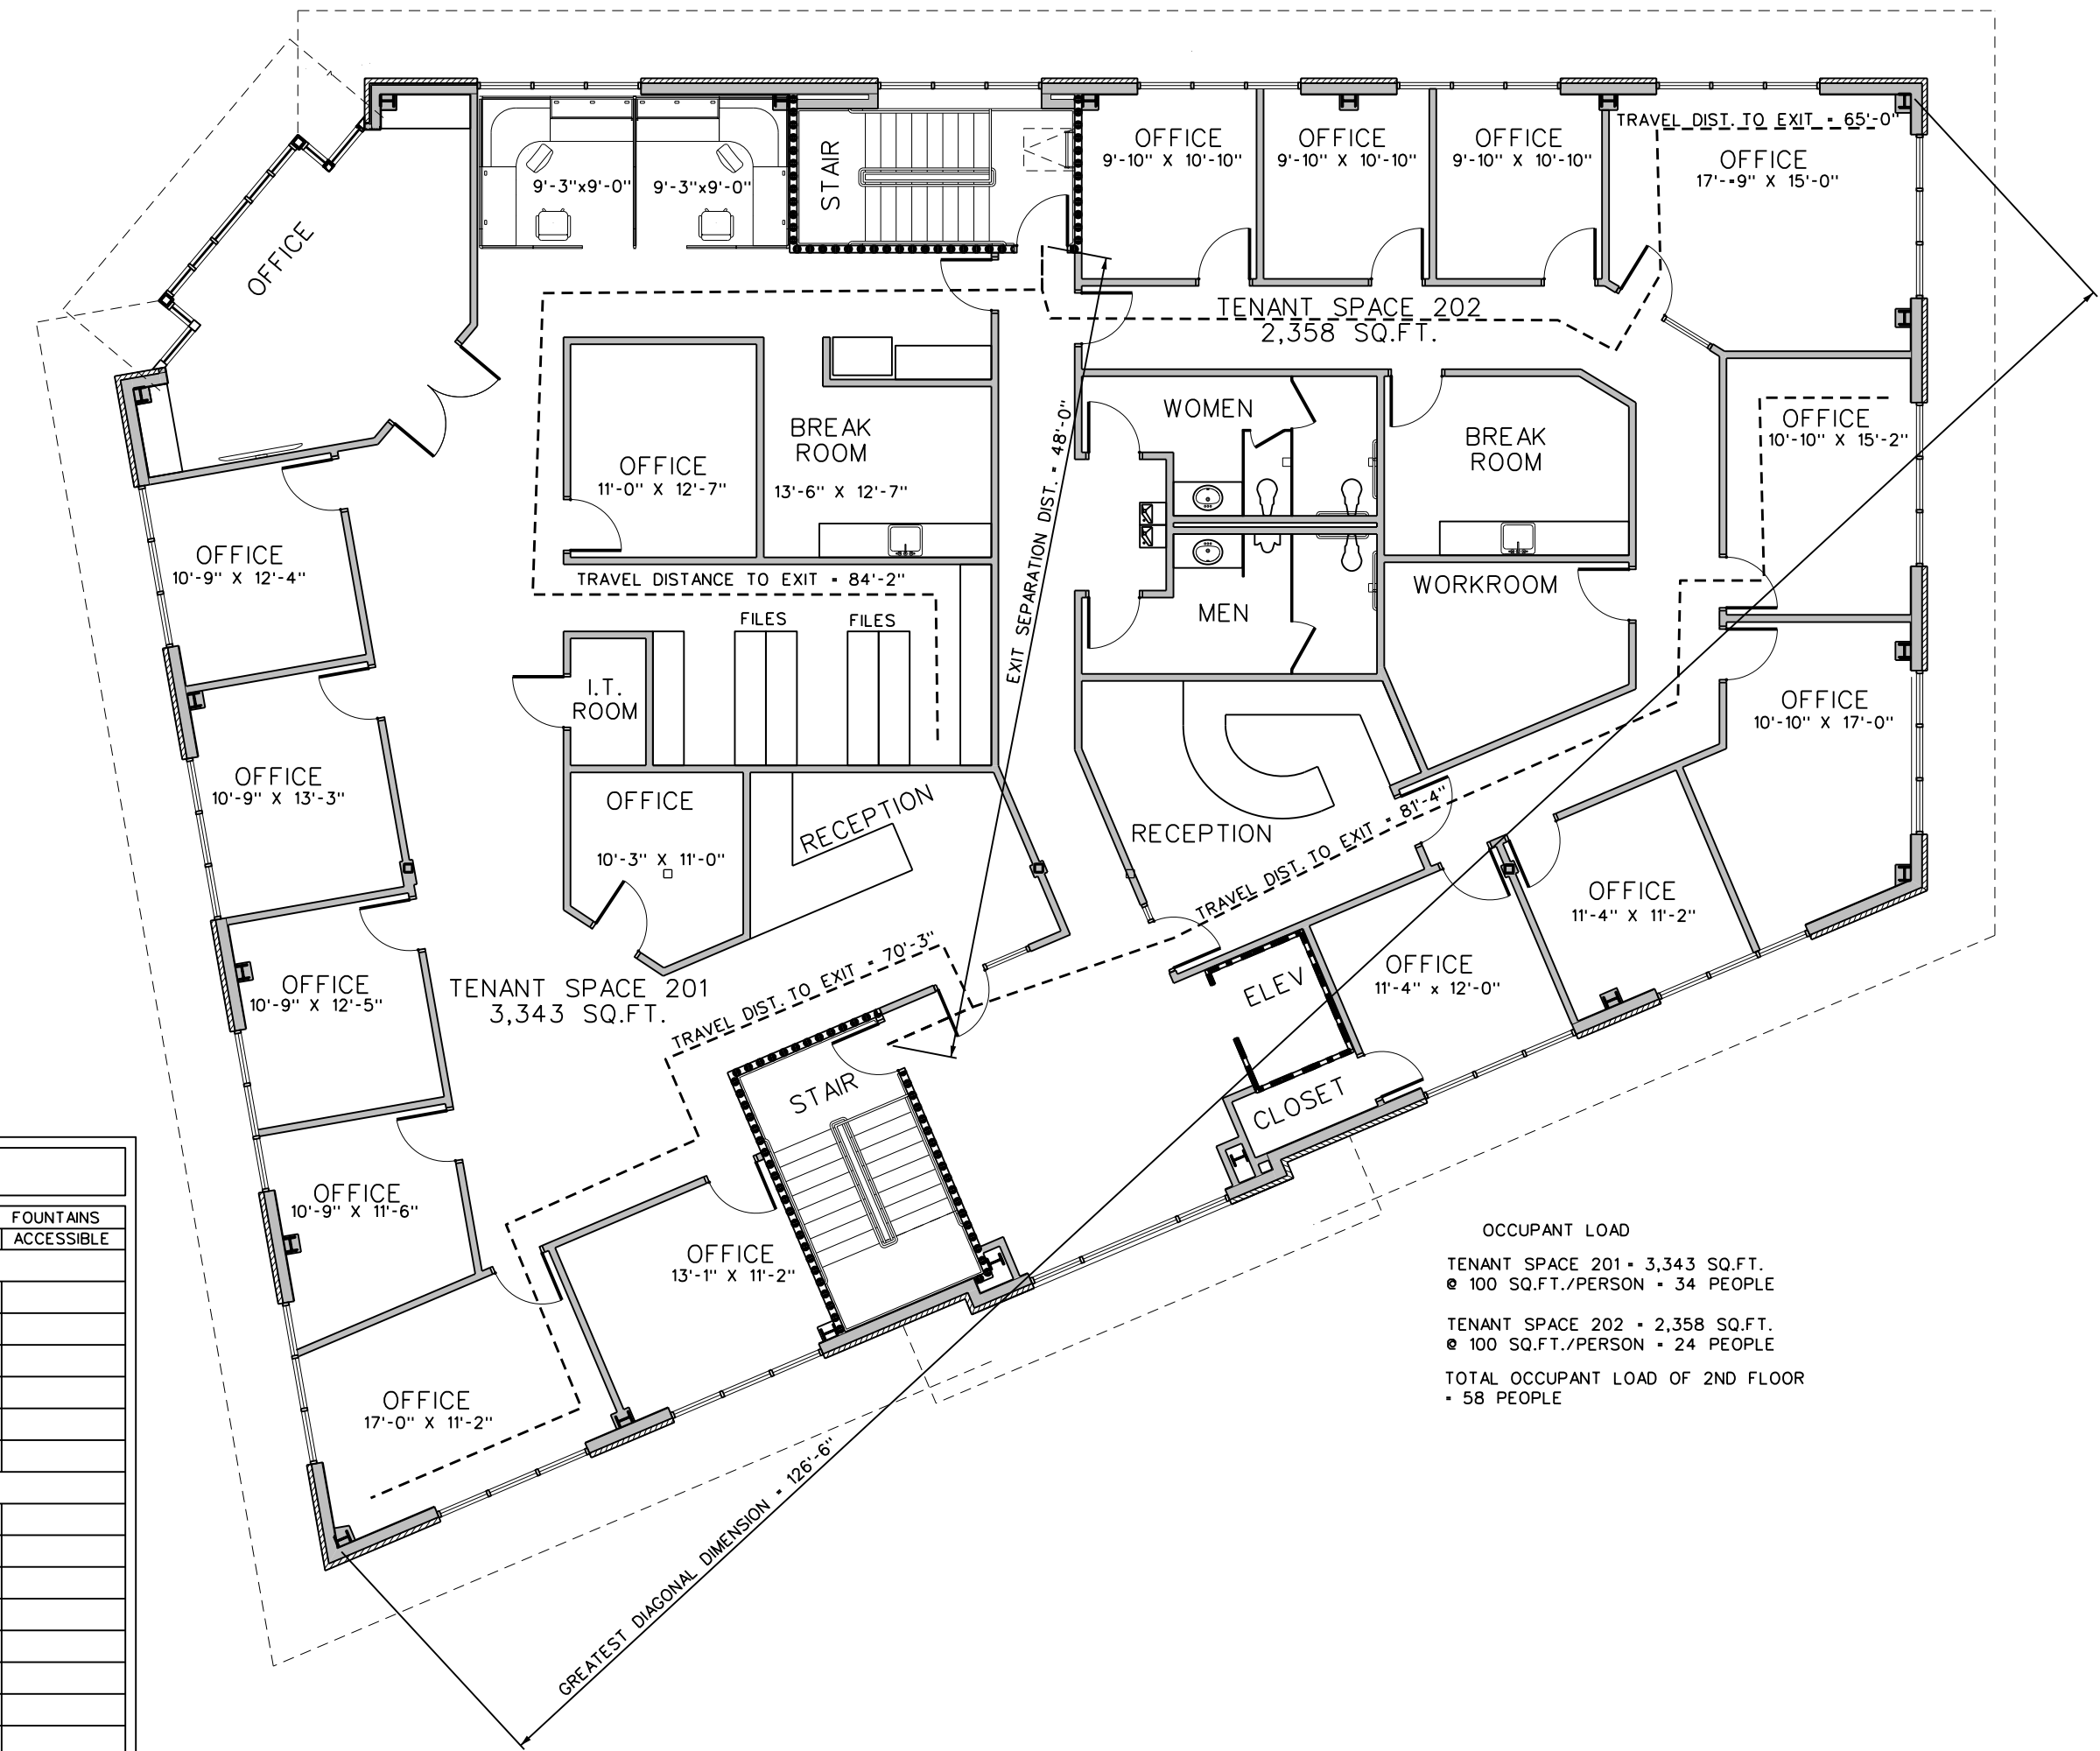 TRAVEL DIST. TO EXIT = 65'-0"
OFFICE
9'-10" X 10'-10"
OFFICE
9'-10" X 10'-10"
OFFICE
9'-10" X 10'-10"
OFFICE
17'-=9" X 15'-0"
STAIR
9'-3"x9'-0"
9'-3"x9'-0"
OFFICE
TENANT SPACE 202
2,358 SQ.FT.
WOMEN
BREAK
ROOM
OFFICE
10'-10" X 15'-2"
BREAK
ROOM
13'-6" X 12'-7"
OFFICE
11'-0" X 12'-7"
EXIT SEPARATION DIST. = 48'-0"
OFFICE
10'-9" X 12'-4"
TRAVEL DISTANCE TO EXIT = 84'-2"
WORKROOM
MEN
FILES
FILES
I.T.
ROOM
OFFICE
10'-10" X 17'-0"
OFFICE
10'-9" X 13'-3"
OFFICE
10'-3" X 11'-0"
RECEPTION
RECEPTION
TRAVEL DIST. TO EXIT = 81'-4"
OFFICE
11'-4" X 11'-2"
OFFICE
10'-9" X 12'-5"
TENANT SPACE 201
3,343 SQ.FT.
TRAVEL DIST. TO EXIT = 70'-3"
ELEV
OFFICE
11'-4" x 12'-0"
STAIR
CLOSET
OFFICE
10'-9" X 11'-6"
OFFICE
13'-1" X 11'-2"
OFFICE
17'-0" X 11'-2"
GREATEST DIAGONAL DIMENSION = 126'-6"
FOUNTAINS
ACCESSIBLE
OCCUPANT LOAD
TENANT SPACE 201 = 3,343 SQ.FT.
@ 100 SQ.FT./PERSON = 34 PEOPLE
TENANT SPACE 202 = 2,358 SQ.FT.
@ 100 SQ.FT./PERSON = 24 PEOPLE
TOTAL OCCUPANT LOAD OF 2ND FLOOR
= 58 PEOPLE